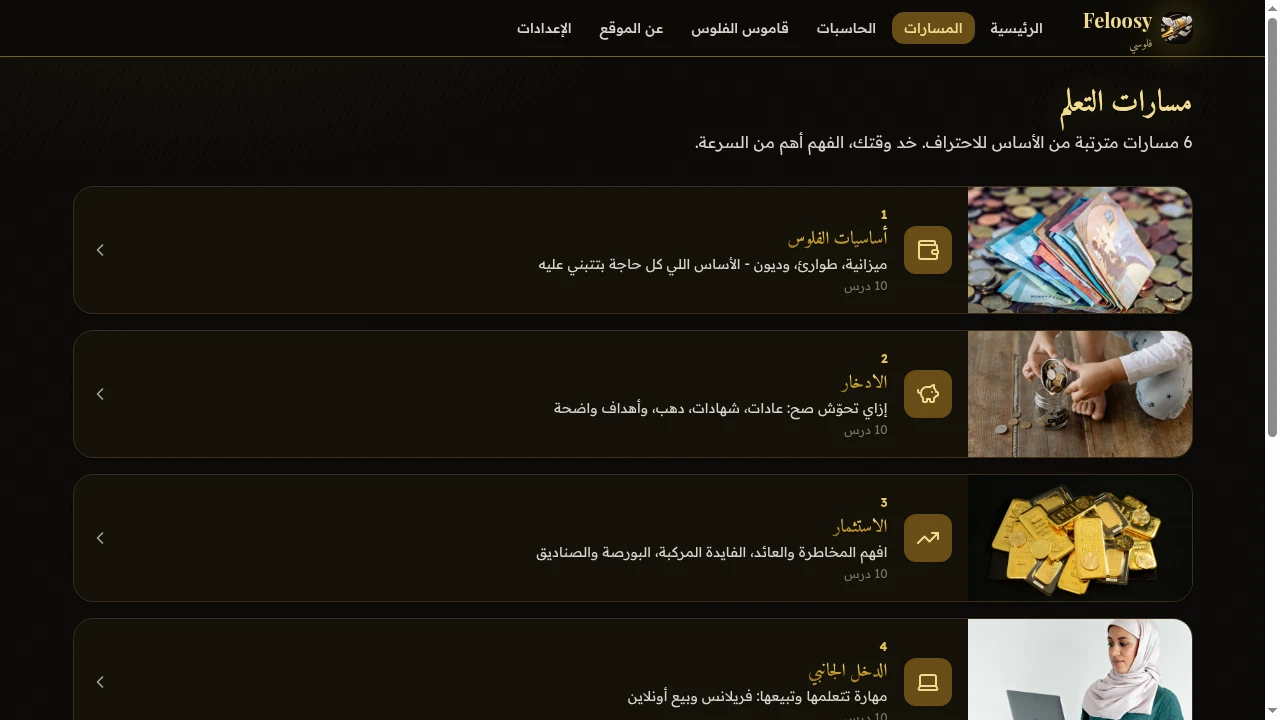 Feloosy
فلوسي
الرئيسية
المسارات
الحاسبات
قاموس الفلوس
عن الموقع
الإعدادات
مسارات التعلم
6 مسارات مترتبة من الأساس للاحتراف. خد وقتك، الفهم أهم من السرعة.
1
أساسيات الفلوس
ميزانية، طوارئ، وديون - الأساس اللي كل حاجة بتتبني عليه
10 درس
2
الادخار
إزاي تحوّش صح: عادات، شهادات، دهب، وأهداف واضحة
10 درس
3
الاستثمار
افهم المخاطرة والعائد، الفايدة المركبة، البورصة والصناديق
10 درس
4
الدخل الجانبي
مهارة تتعلمها وتبيعها: فريلانس وبيع أونلاين
10 درس